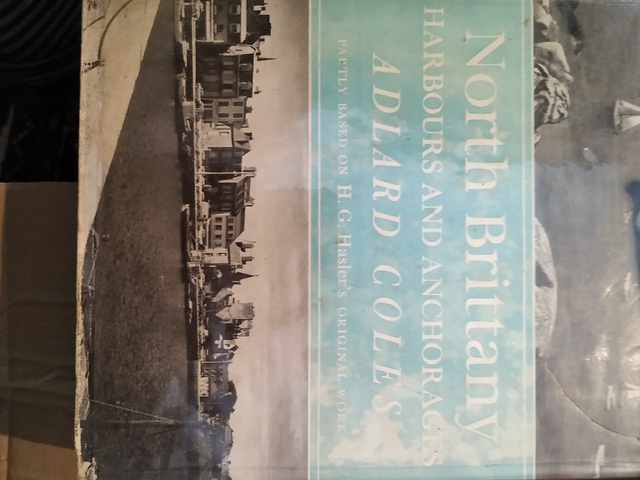 North Brittany
HARBOURS AND ANCHORAGES
ADLARD COLES
PARTLY BASED ON H. G. Hasler's ORIGINAL WORK